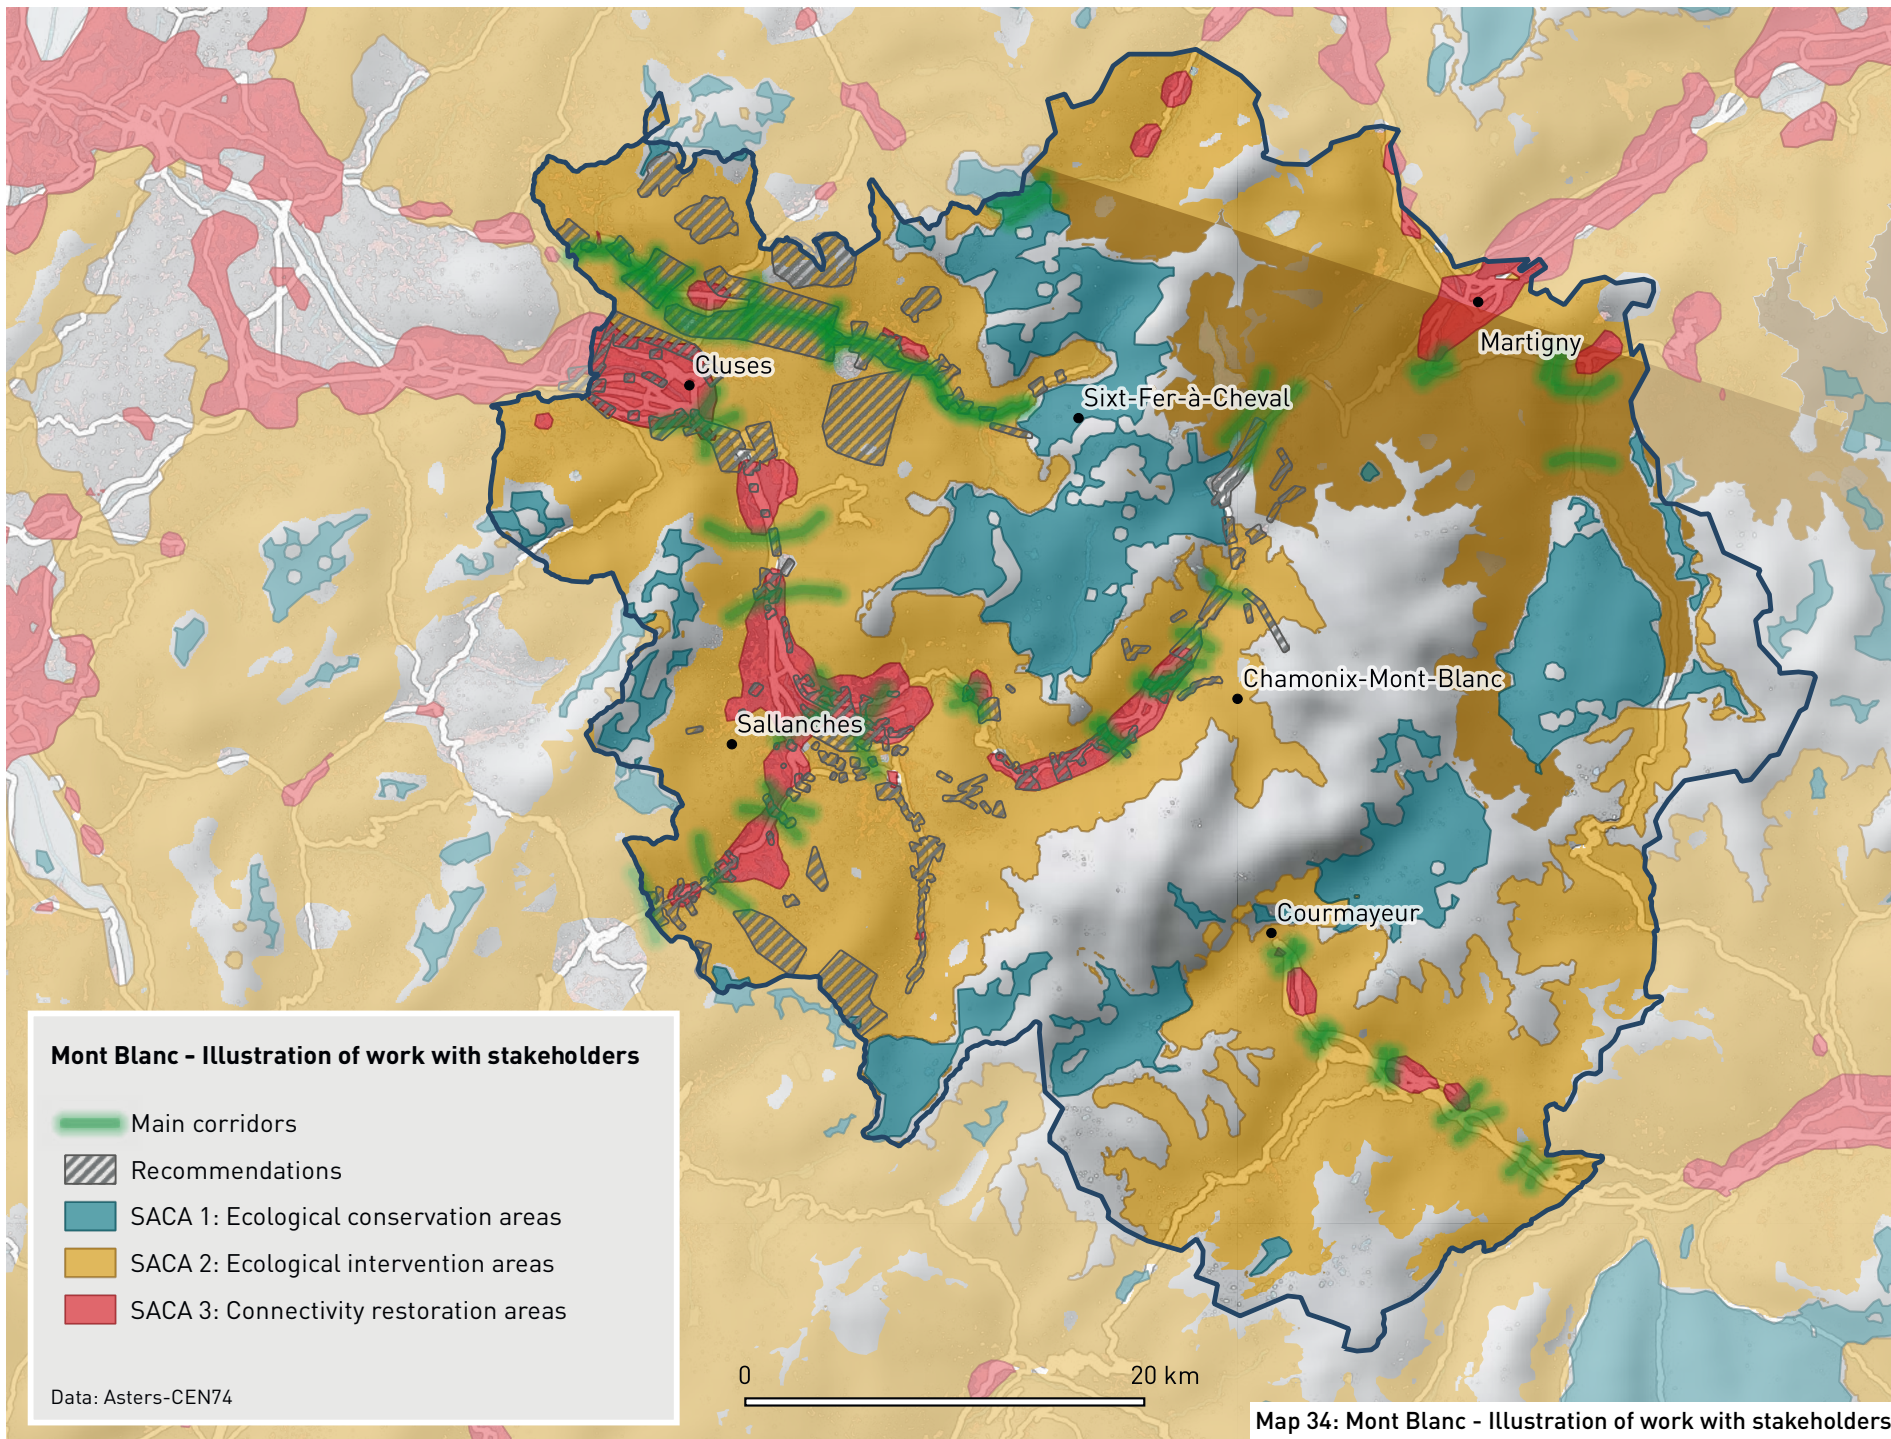 Cluses
Martigny
Sixt-Fer-à-Cheval
Chamonix-Mont-Blanc
Sallanches
Courmayeur
Mont Blanc - Illustration of work with stakeholders
Main corridors
Recommendations
SACA 1: Ecological conservation areas
SACA 2: Ecological intervention areas
SACA 3: Connectivity restoration areas
Data: Asters-CEN74
0 20 km
Map 34: Mont Blanc - Illustration of work with stakeholders